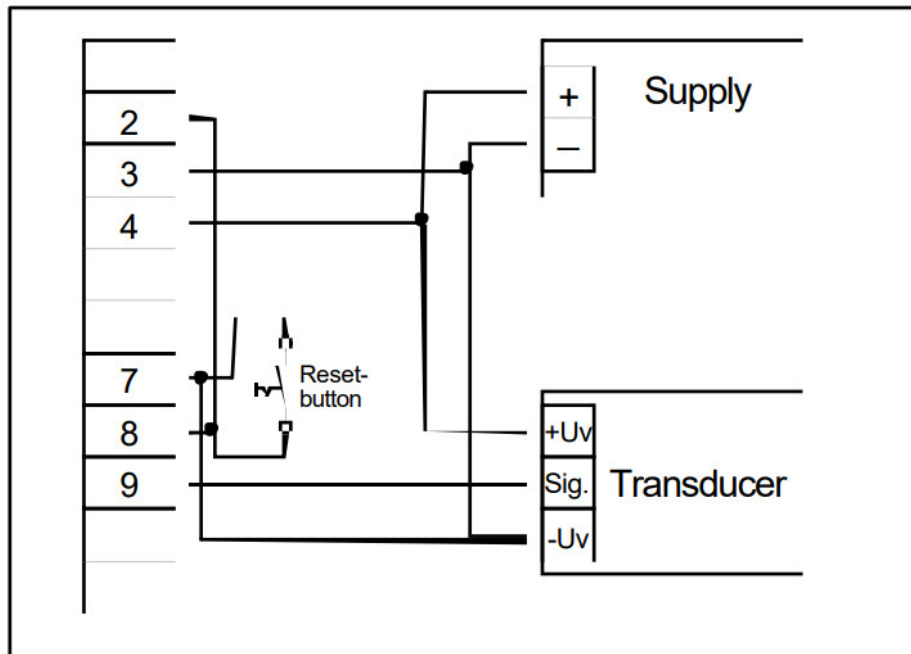 2
3
4
7
8
9
+
–
Supply
Reset-
button
+Uv
Sig.
-Uv
Transducer